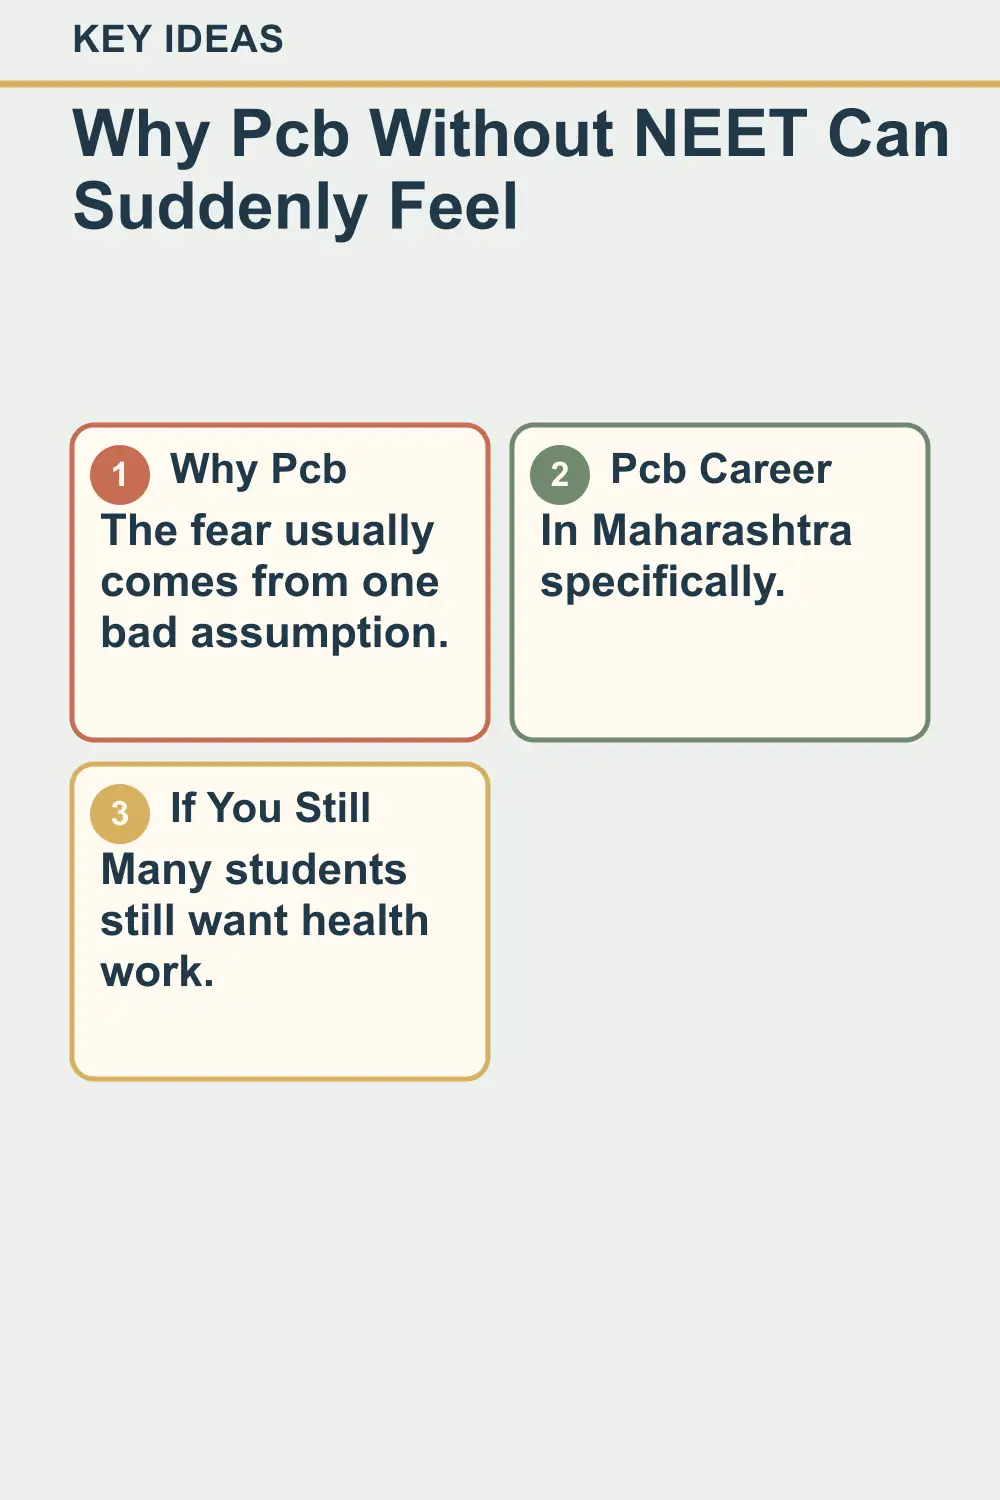 KEY IDEAS
Why Pcb Without NEET Can
Suddenly Feel
1 Why Pcb
The fear usually
comes from one
bad assumption.
2 Pcb Career
In Maharashtra
specifically.
3 If You Still
Many students
still want health
work.